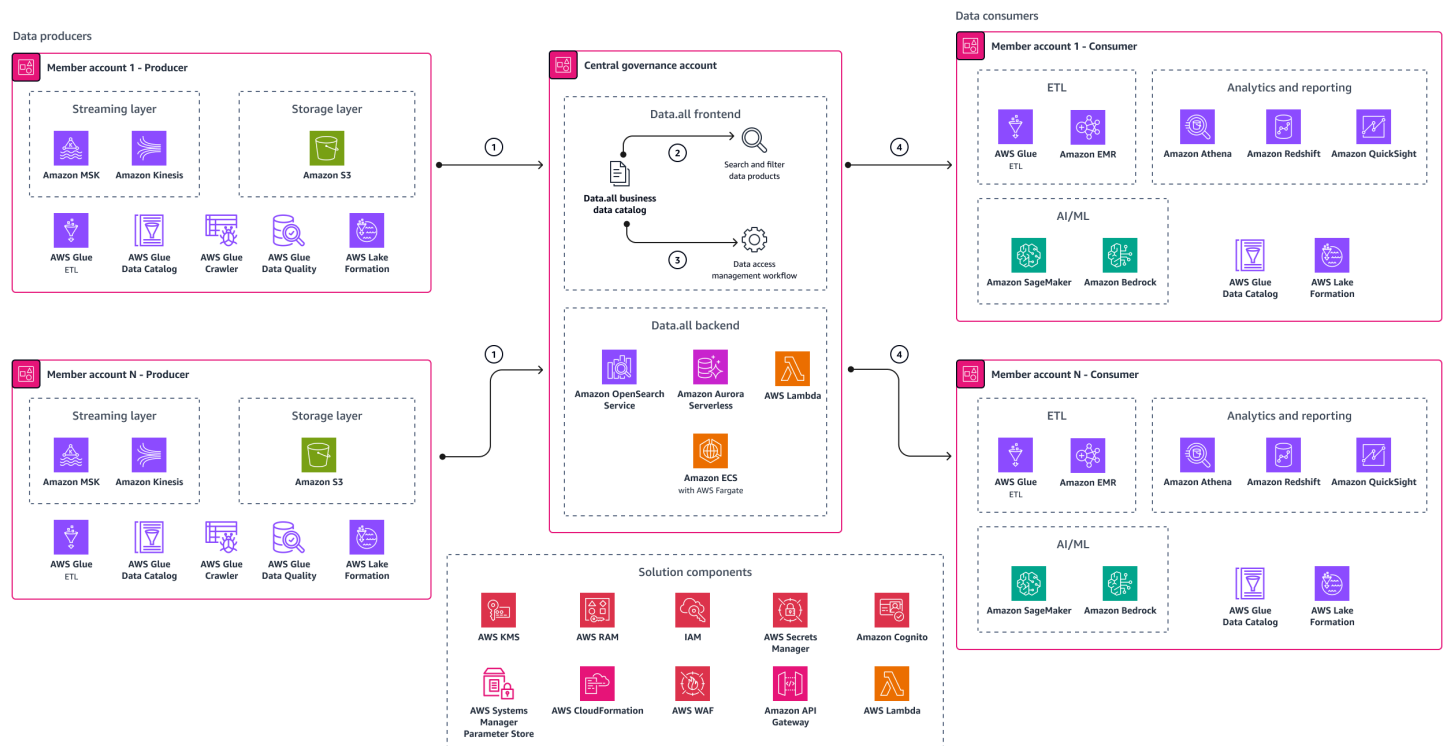 Data producers
Member account 1 - Producer
Streaming layer
Amazon MSK
Amazon Kinesis
Storage layer
Amazon S3
AWS Glue
ETL
AWS Glue
Data Catalog
AWS Glue
Crawler
AWS Glue
Data Quality
AWS Lake
Formation
Member account N - Producer
Streaming layer
Amazon MSK
Amazon Kinesis
Storage layer
Amazon S3
AWS Glue
ETL
AWS Glue
Data Catalog
AWS Glue
Crawler
AWS Glue
Data Quality
AWS Lake
Formation
1
1
Central governance account
Data.all frontend
2
Search and filter
data products
Data.all business
data catalog
3
Data access
management workflow
Data.all backend
Amazon OpenSearch
Service
Amazon Aurora
Serverless
AWS Lambda
Amazon ECS
with AWS Fargate
Solution components
AWS KMS
AWS RAM
IAM
AWS Secrets
Manager
Amazon Cognito
AWS Systems
Manager
Parameter Store
AWS CloudFormation
AWS WAF
Amazon API
Gateway
AWS Lambda
4
4
Data consumers
Member account 1 - Consumer
ETL
AWS Glue
ETL
Amazon EMR
Analytics and reporting
Amazon Athena
Amazon Redshift
Amazon QuickSight
AI/ML
Amazon SageMaker
Amazon Bedrock
AWS Glue
Data Catalog
AWS Lake
Formation
Member account N - Consumer
ETL
AWS Glue
ETL
Amazon EMR
Analytics and reporting
Amazon Athena
Amazon Redshift
Amazon QuickSight
AI/ML
Amazon SageMaker
Amazon Bedrock
AWS Glue
Data Catalog
AWS Lake
Formation